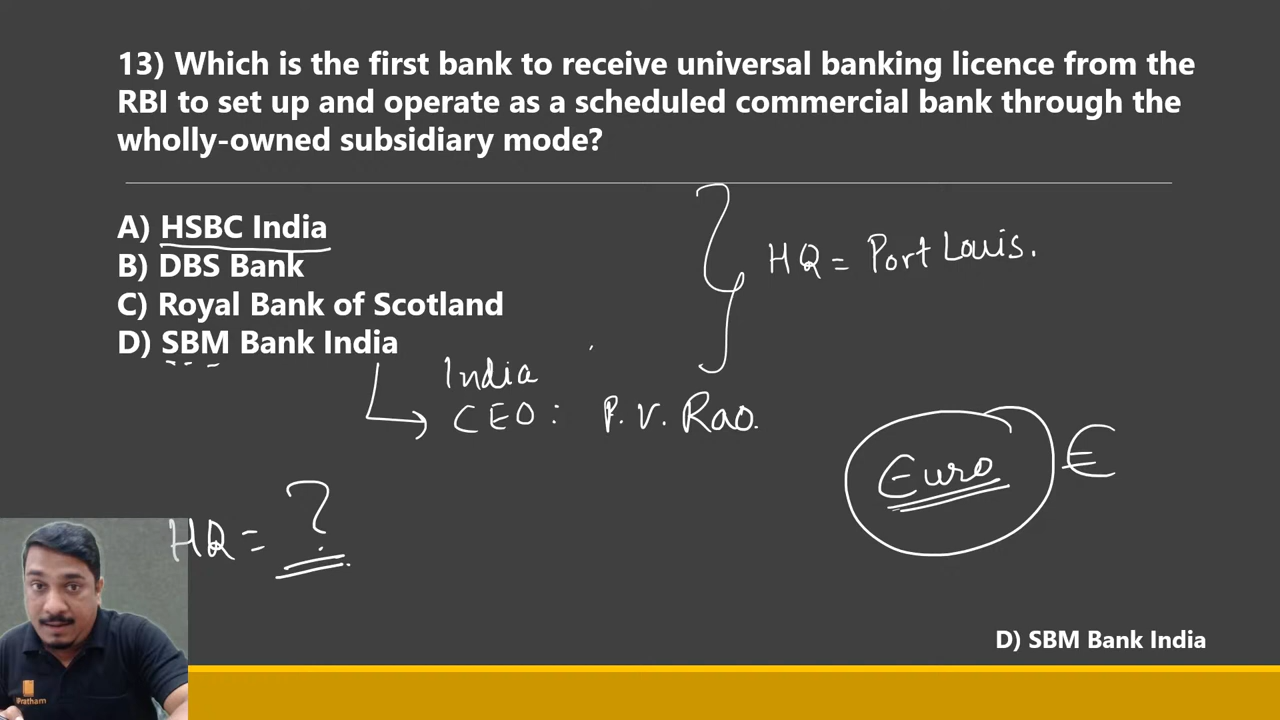 13) Which is the first bank to receive universal banking licence from the
RBI to set up and operate as a scheduled commercial bank through the
wholly-owned subsidiary mode?
A) HSBC India
B) DBS Bank
C) Royal Bank of Scotland
D) SBM Bank India
HQ = Port Louis.
India
CEO: P. V. Rao.
Euro €
HQ = ?
Pratham
D) SBM Bank India